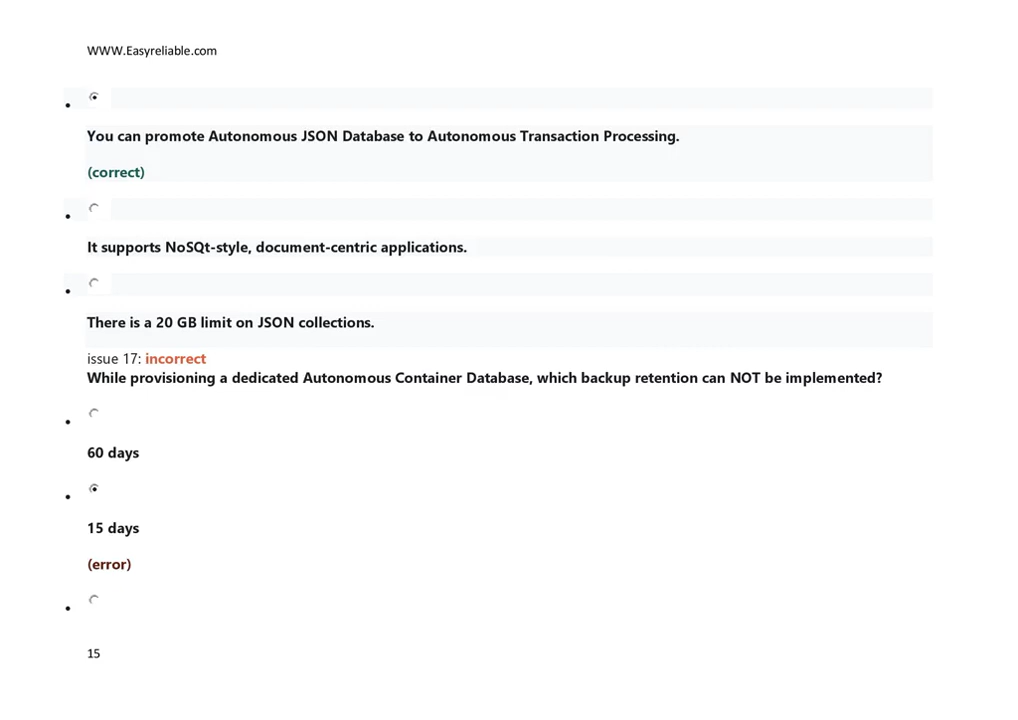 WWW.Easyreliable.com
You can promote Autonomous JSON Database to Autonomous Transaction Processing.
(correct)
It supports NoSQt-style, document-centric applications.
There is a 20 GB limit on JSON collections.
issue 17: incorrect
While provisioning a dedicated Autonomous Container Database, which backup retention can NOT be implemented?
60 days
15 days
(error)
15